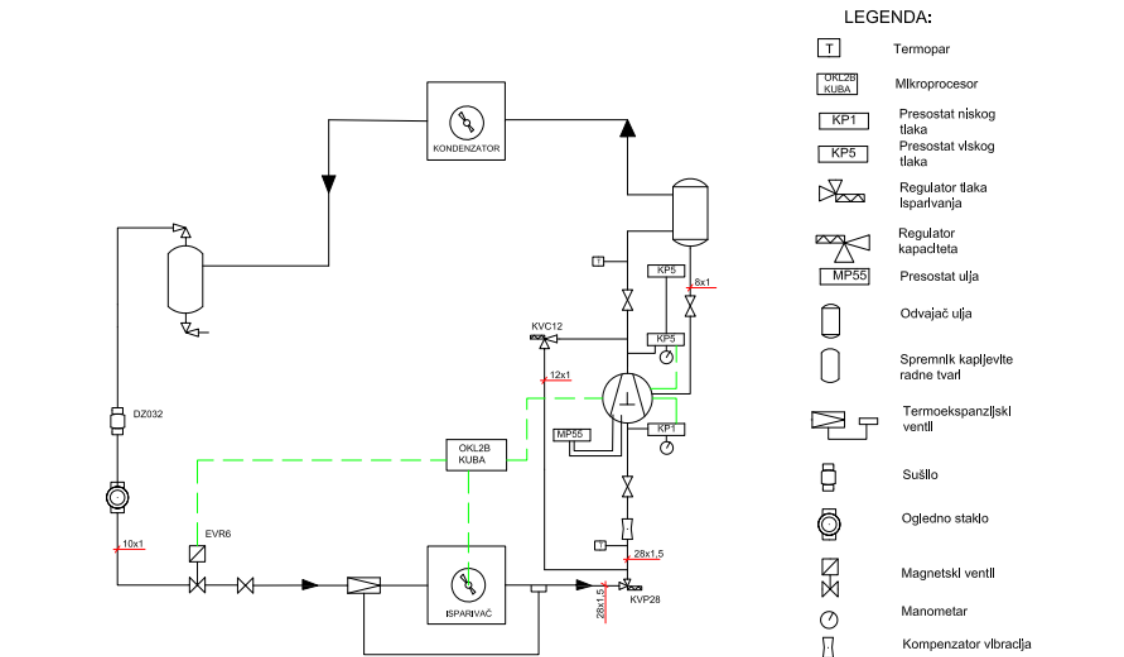 LEGENDA:
T
Termopar
OKL2B
KUBA
Mikroprocesor
KP1
Presostat niskog
tlaka
KP5
Presostat viskog
tlaka
Regulator tlaka
isparivanja
Regulator
kapaciteta
MP55
Presostat ulja
Odvajač ulja
Spremnik kapljevite
radne tvari
Termoekspanzijski
ventil
Sušilo
Ogledno staklo
Magnetski ventil
Manometar
Kompenzator vibracija
KONDENZATOR
T
KP5
8x1
KVC12
KP5
12x1
DZ032
MP55
KP1
OKL2B
KUBA
EVR6
10x1
T
28x1,5
ISPARIVAČ
28x1,5
KVP28